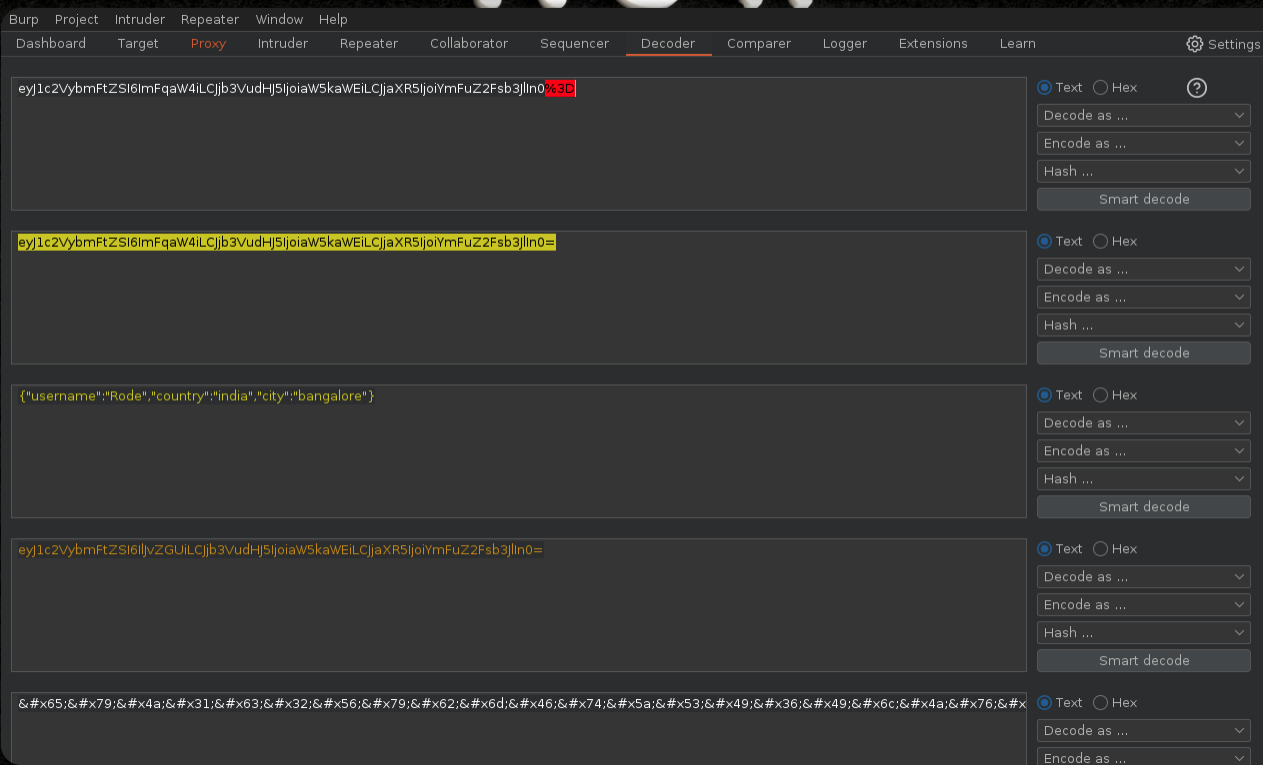 Burp Project Intruder Repeater Window Help
Dashboard Target Proxy Intruder Repeater Collaborator Sequencer Decoder Comparer Logger Extensions Learn Settings
eyJ1c2VybmFtZSI6ImFqaW4iLCJjb3VudHJ5IjoiaW5kaWEiLCJjaXR5IjoiYmFuZ2Fsb3JlIn0%3D
Text Hex ?
Decode as ...
Encode as ...
Hash ...
Smart decode
eyJ1c2VybmFtZSI6ImFqaW4iLCJjb3VudHJ5IjoiaW5kaWEiLCJjaXR5IjoiYmFuZ2Fsb3JlIn0=
Text Hex
Decode as ...
Encode as ...
Hash ...
Smart decode
{"username":"Rode","country":"india","city":"bangalore"}
Text Hex
Decode as ...
Encode as ...
Hash ...
Smart decode
eyJ1c2VybmFtZSI6IlJvZGUiLCJjb3VudHJ5IjoiaW5kaWEiLCJjaXR5IjoiYmFuZ2Fsb3JlIn0=
Text Hex
Decode as ...
Encode as ...
Hash ...
Smart decode
&#x65;&#x79;&#x4a;&#x31;&#x63;&#x32;&#x56;&#x79;&#x62;&#x6d;&#x46;&#x74;&#x5a;&#x53;&#x49;&#x36;&#x49;&#x6c;&#x4a;&#x76;&#x
Text Hex
Decode as ...
Encode as ...